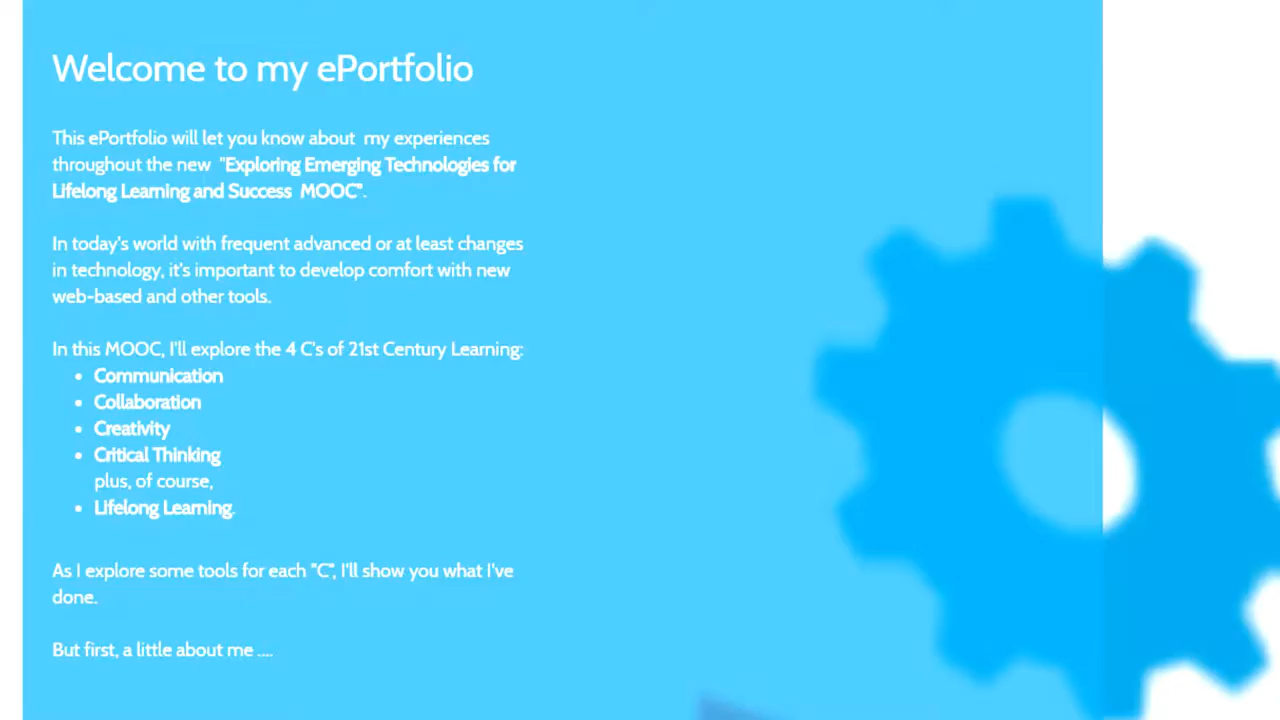 Welcome to my ePortfolio
This ePortfolio will let you know about my experiences
throughout the new "Exploring Emerging Technologies for
Lifelong Learning and Success MOOC".
In today's world with frequent advanced or at least changes
in technology, it's important to develop comfort with new
web-based and other tools.
In this MOOC, I'll explore the 4 C's of 21st Century Learning:
• Communication
• Collaboration
• Creativity
• Critical Thinking
plus, of course,
• Lifelong Learning.
As I explore some tools for each "C", I'll show you what I've
done.
But first, a little about me ....